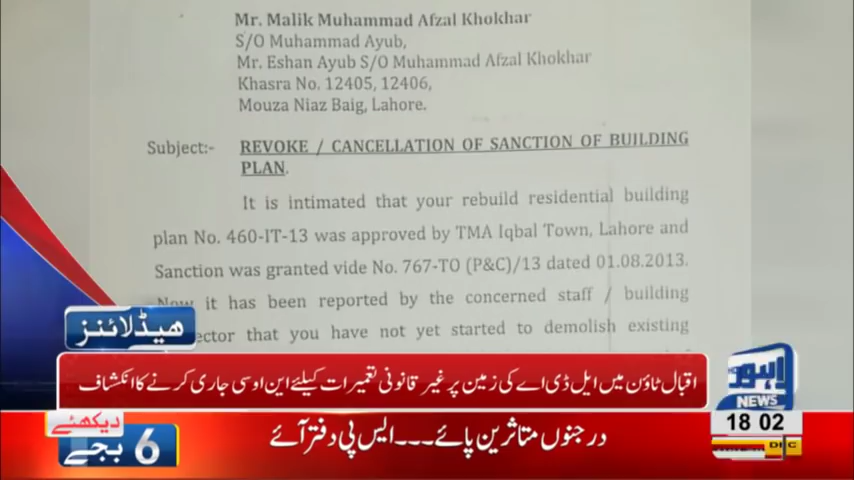 Mr. Malik Muhammad Afzal Khokhar
S/O Muhammad Ayub,
Mr. Eshan Ayub S/O Muhammad Afzal Khokhar
Khasra No. 12405, 12406,
Mouza Niaz Baig, Lahore.
Subject:- REVOKE / CANCELLATION OF SANCTION OF BUILDING
PLAN.
It is intimated that your rebuild residential building
plan No. 460-IT-13 was approved by TMA Iqbal Town, Lahore and
Sanction was granted vide No. 767-TO (P&C)/13 dated 01.08.2013.
Now it has been reported by the concerned staff / building
ector that you have not yet started to demolish existing
ہیڈلائنز
اقبال ٹاؤن میں ایل ڈی اے کی زمین پر غیر قانونی تعمیرات کیلئے این او سی جاری کرنے کا انکشاف
لاہور
NEWS
HD
دیکھئے
6 بجے
درجنوں متاثرین پائے۔۔۔ایس پی دفتر آئے
18 02
DEC